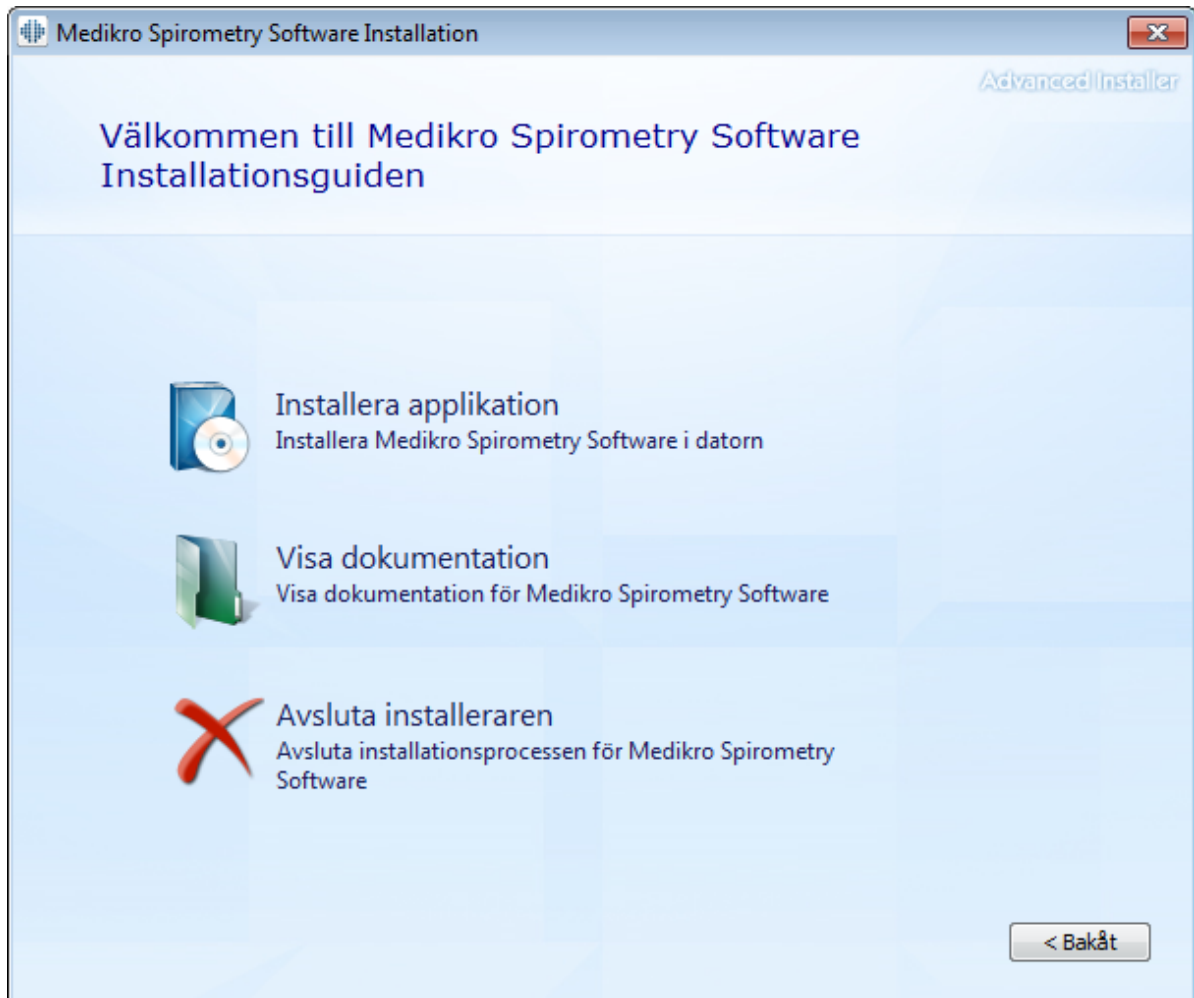 Medikro Spirometry Software Installation
Advanced Installer
Välkommen till Medikro Spirometry Software
Installationsguiden
Installera applikation
Installera Medikro Spirometry Software i datorn
Visa dokumentation
Visa dokumentation för Medikro Spirometry Software
Avsluta installeraren
Avsluta installationsprocessen för Medikro Spirometry
Software
< Bakåt